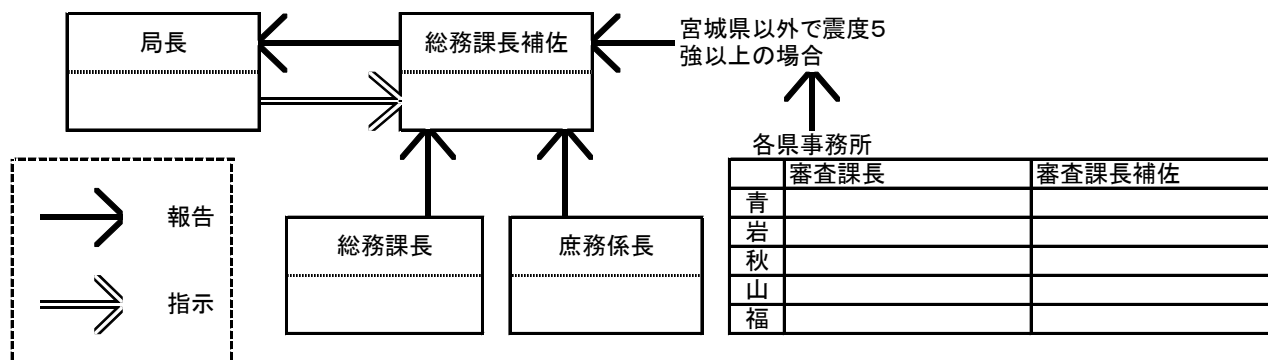 局長
総務課長補佐
宮城県以外で震度5
強以上の場合
各県事務所
審査課長 審査課長補佐
青
岩
秋
山
福
報告
指示
総務課長
庶務係長